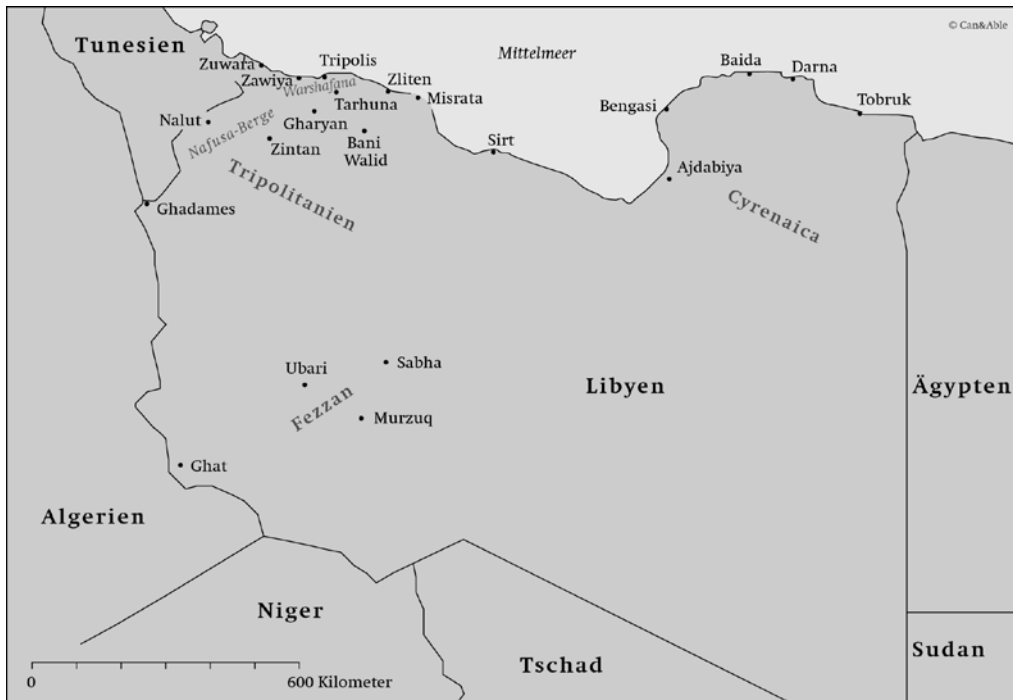 © Can&Able
Tunesien
Mittelmeer
Zuwara
Tripolis
Zawiya
Warshafana
Zliten
Baida
Darna
Tarhuna
Misrata
Bengasi
Tobruk
Nalut
Nafusa-Berge
Gharyan
Zintan
Bani
Walid
Sirt
Tripolitanien
Ajdabiya
Cyrenaica
Ghadames
Ubari
Sabha
Fezzan
Murzuq
Libyen
Ägypten
Ghat
Algerien
Niger
Tschad
Sudan
0
600 Kilometer